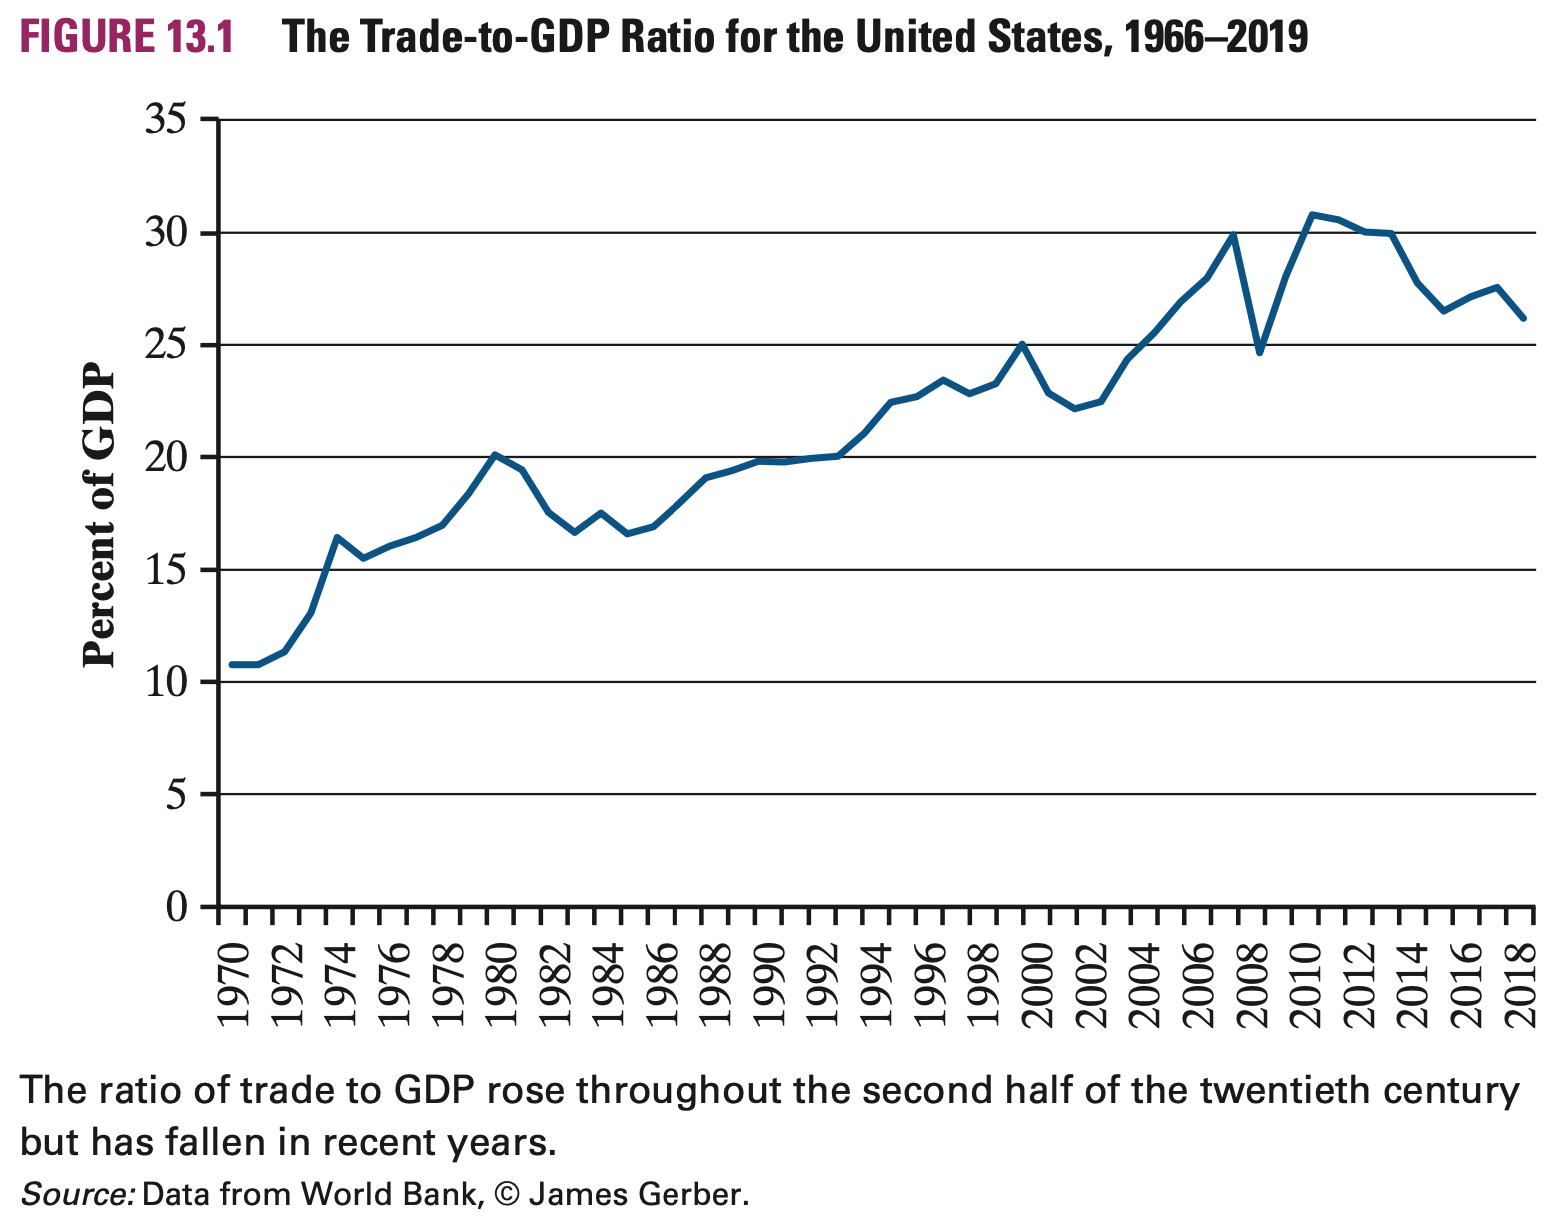 FIGURE 13.1 The Trade-to-GDP Ratio for the United States, 1966–2019
35
30
25
20
15
10
5
0
Percent of GDP
1970 1972 1974 1976 1978 1980 1982 1984 1986 1988 1990 1992 1994 1996 1998 2000 2002 2004 2006 2008 2010 2012 2014 2016 2018
The ratio of trade to GDP rose throughout the second half of the twentieth century
but has fallen in recent years.
Source: Data from World Bank, © James Gerber.